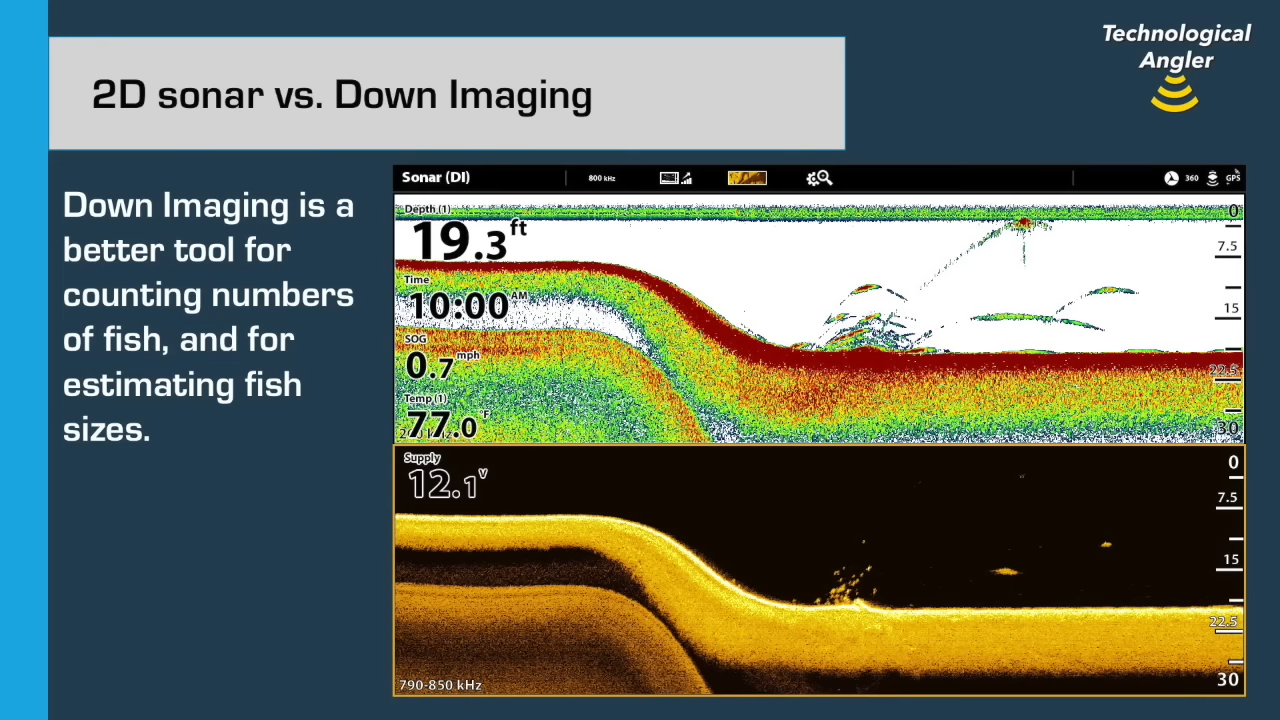 Technological
Angler
2D sonar vs. Down Imaging
Down Imaging is a
better tool for
counting numbers
of fish, and for
estimating fish
sizes.
Sonar (DI)
800 kHz
360
GPS
Depth (1)
19.3 ft
Time
10:00 AM
SOG
0.7 mph
Temp (1)
77.0 °F
0
7.5
15
22.5
30
Supply
12.1 V
0
7.5
15
22.5
30
790-850 kHz